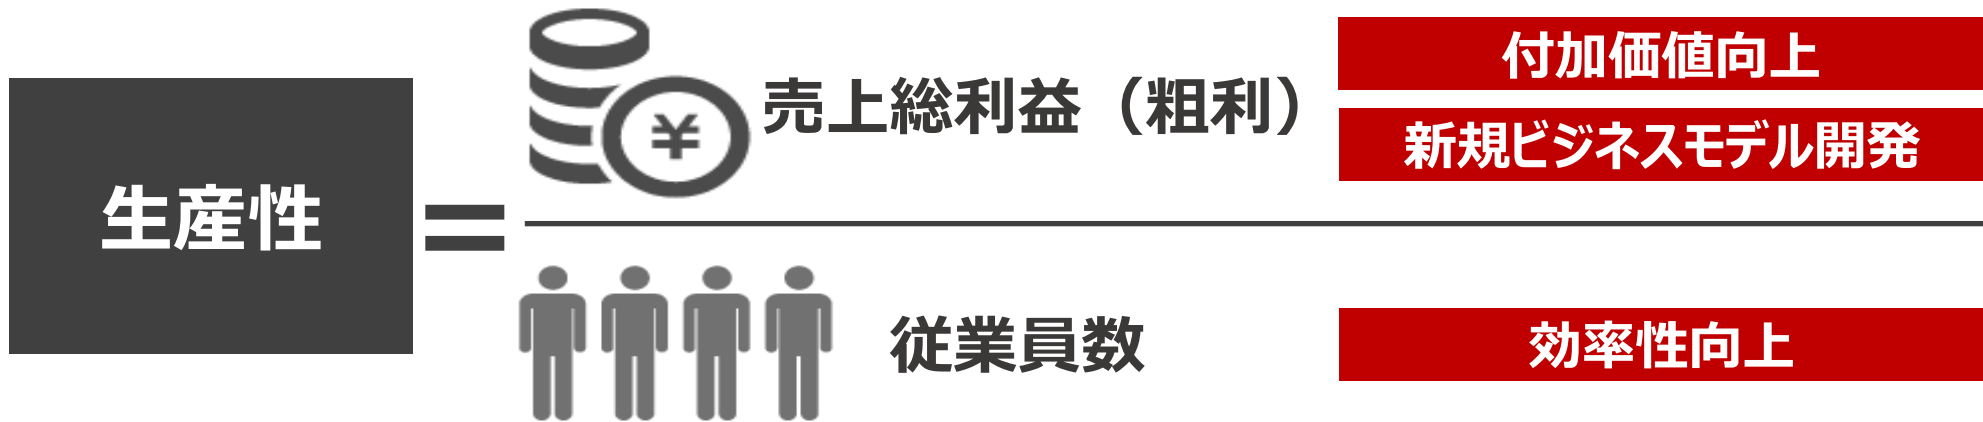 生産性
=
¥
売上総利益（粗利）
付加価値向上
新規ビジネスモデル開発
従業員数
効率性向上